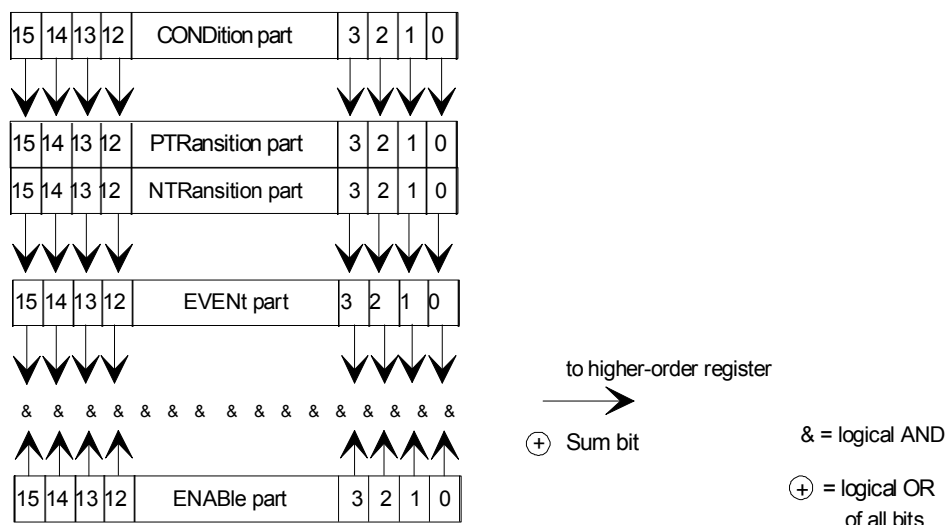 15 14 13 12 CONDition part 3 2 1 0
15 14 13 12 PTRansition part 3 2 1 0
15 14 13 12 NTRansition part 3 2 1 0
15 14 13 12 EVENt part 3 2 1 0
to higher-order register
& & & & & & & & & & & & & & & &
+ Sum bit
& = logical AND
15 14 13 12 ENABle part 3 2 1 0
+ = logical OR
of all bits